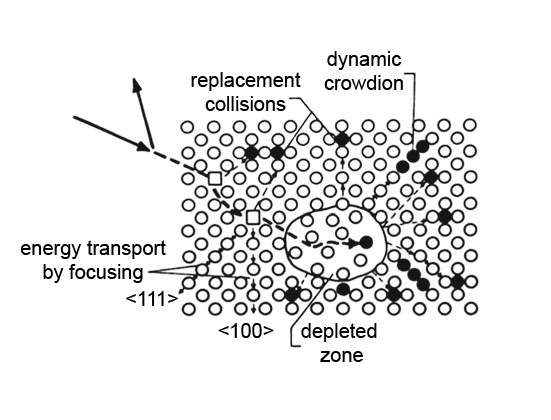 dynamic
crowdion
replacement
collisions
energy transport
by focusing
<111>
<100>
depleted
zone